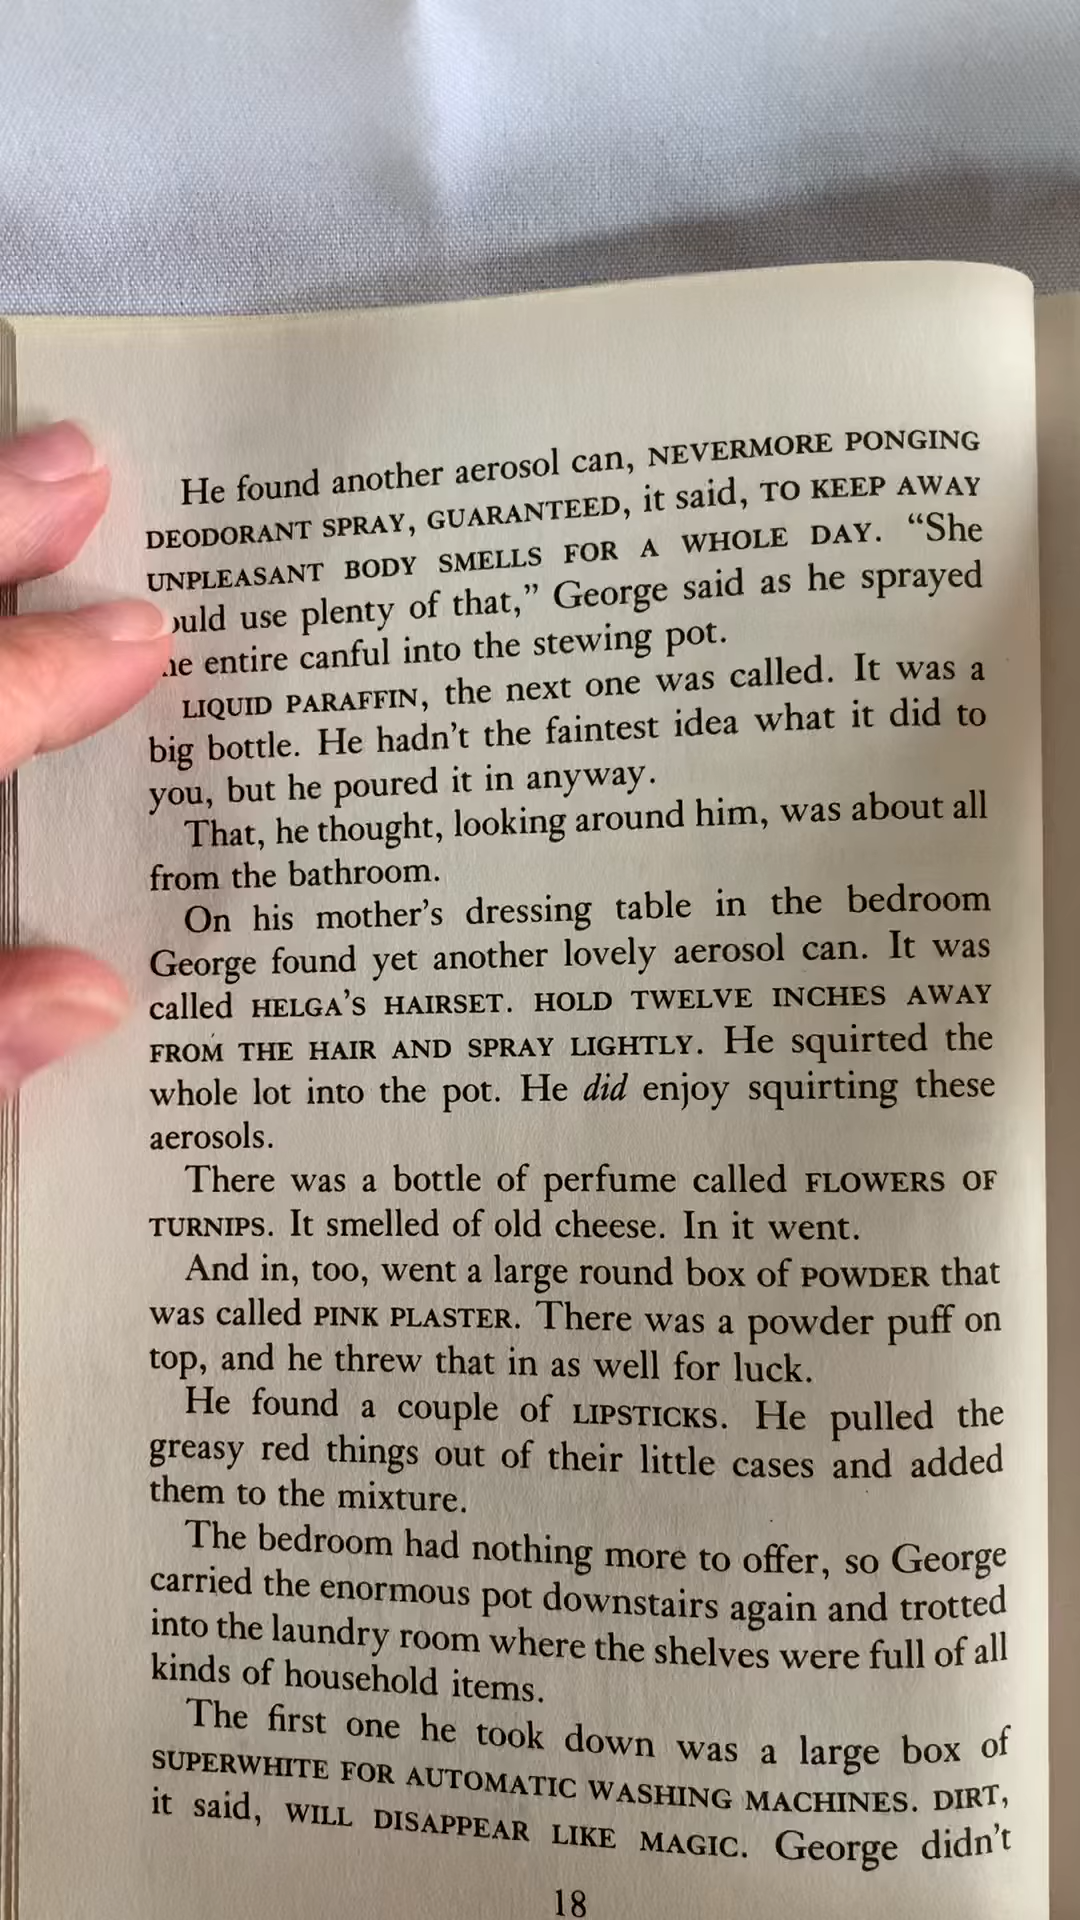 He found another aerosol can, NEVERMORE PONGING
DEODORANT SPRAY, GUARANTEED, it said, TO KEEP AWAY
UNPLEASANT BODY SMELLS FOR A WHOLE DAY. “She
ould use plenty of that,” George said as he sprayed
he entire canful into the stewing pot.
LIQUID PARAFFIN, the next one was called. It was a
big bottle. He hadn’t the faintest idea what it did to
you, but he poured it in anyway.
That, he thought, looking around him, was about all
from the bathroom.
On his mother’s dressing table in the bedroom
George found yet another lovely aerosol can. It was
called HELGA’S HAIRSET. HOLD TWELVE INCHES AWAY
FROM THE HAIR AND SPRAY LIGHTLY. He squirted the
whole lot into the pot. He did enjoy squirting these
aerosols.
There was a bottle of perfume called FLOWERS OF
TURNIPS. It smelled of old cheese. In it went.
And in, too, went a large round box of POWDER that
was called PINK PLASTER. There was a powder puff on
top, and he threw that in as well for luck.
He found a couple of LIPSTICKS. He pulled the
greasy red things out of their little cases and added
them to the mixture.
The bedroom had nothing more to offer, so George
carried the enormous pot downstairs again and trotted
into the laundry room where the shelves were full of all
kinds of household items.
The first one he took down was a large box of
SUPERWHITE FOR AUTOMATIC WASHING MACHINES. DIRT,
it said, WILL DISAPPEAR LIKE MAGIC. George didn’t
18